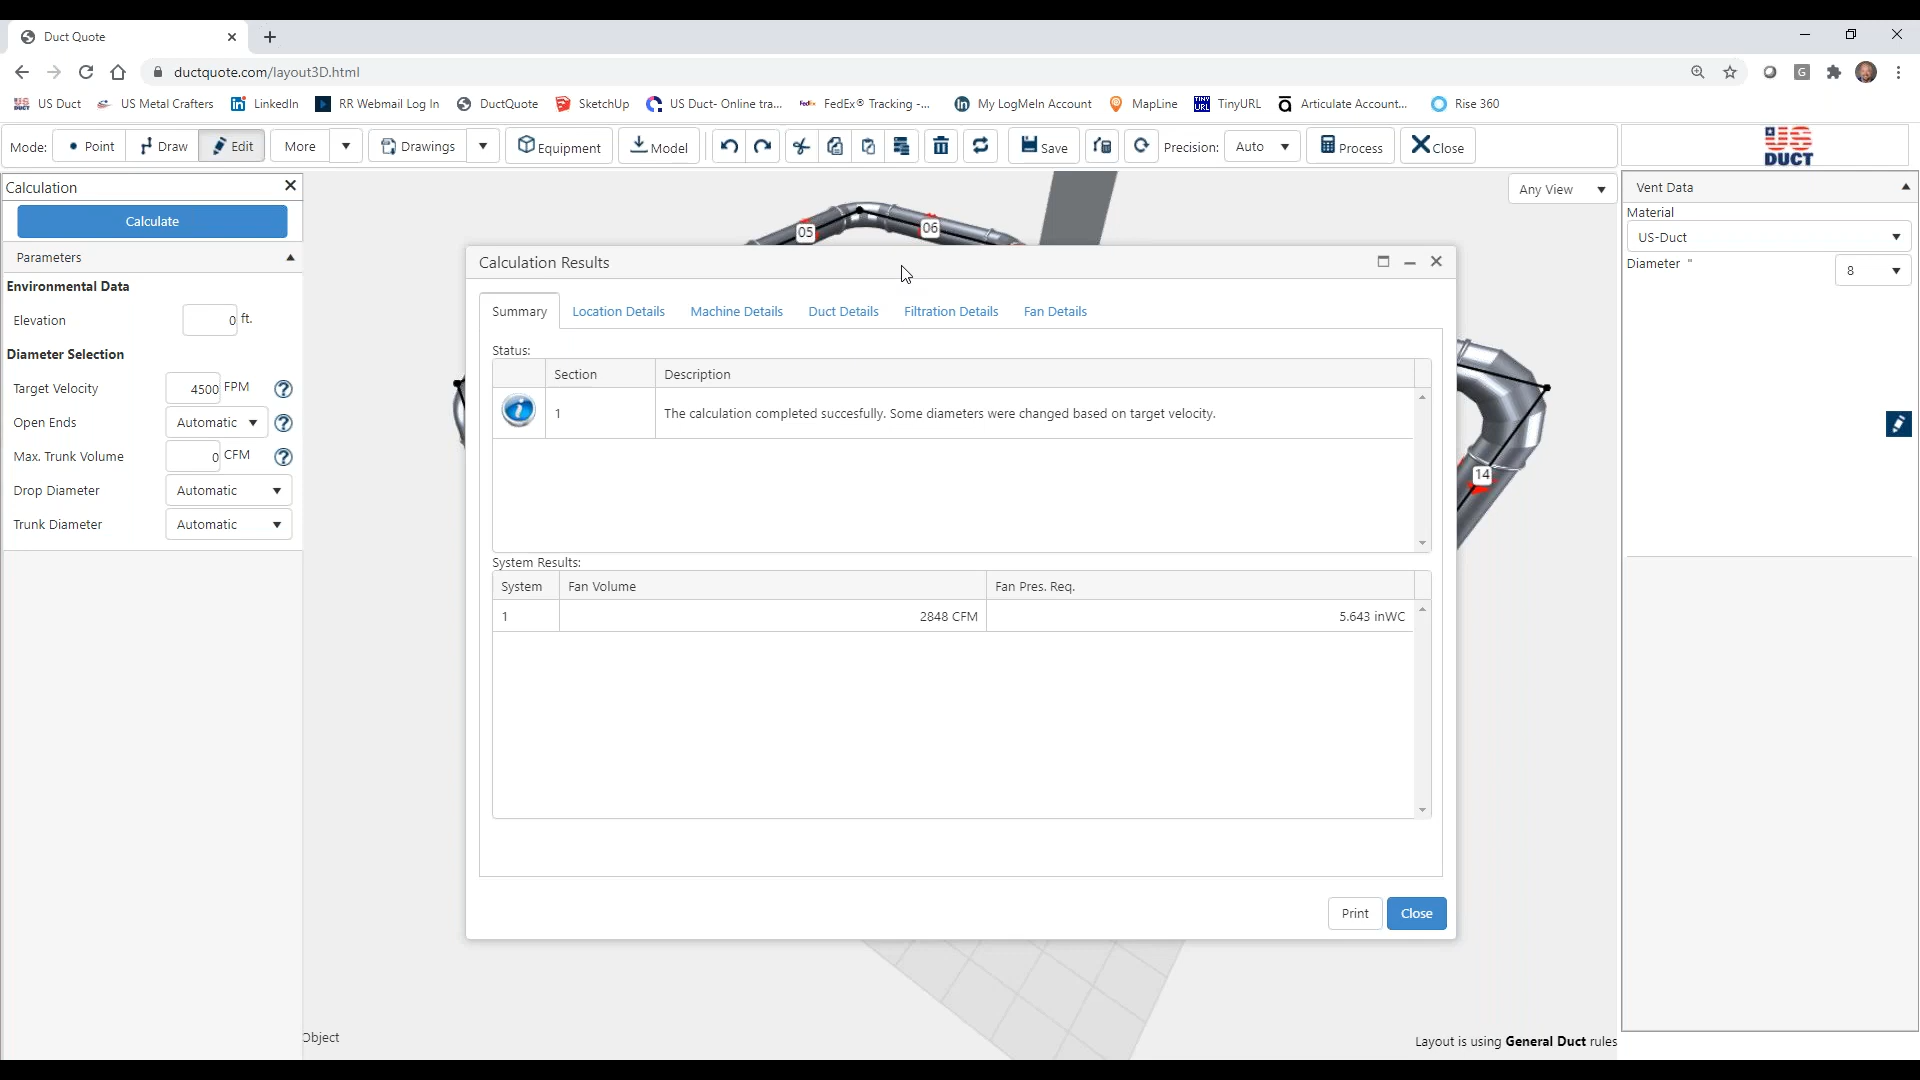 Duct Quote
ductquote.com/layout3D.html
US Duct
US Metal Crafters
LinkedIn
RR Webmail Log In
DuctQuote
SketchUp
US Duct- Online tra...
FedEx® Tracking -...
My LogMeIn Account
MapLine
TinyURL
Articulate Account...
Rise 360
Mode: Point Draw Edit More Drawings Equipment Model Save Precision: Auto Process Close
US
DUCT
Calculation
Calculate
Parameters
Environmental Data
Elevation 0 ft.
Diameter Selection
Target Velocity 4500 FPM
Open Ends Automatic
Max. Trunk Volume 0 CFM
Drop Diameter Automatic
Trunk Diameter Automatic
Any View
05
06
14
Calculation Results
Summary Location Details Machine Details Duct Details Filtration Details Fan Details
Status:
Section Description
1 The calculation completed succesfully. Some diameters were changed based on target velocity.
System Results:
System Fan Volume Fan Pres. Req.
1 2848 CFM 5.643 inWC
Print Close
Object
Layout is using General Duct rules
Vent Data
Material
US-Duct
Diameter " 8